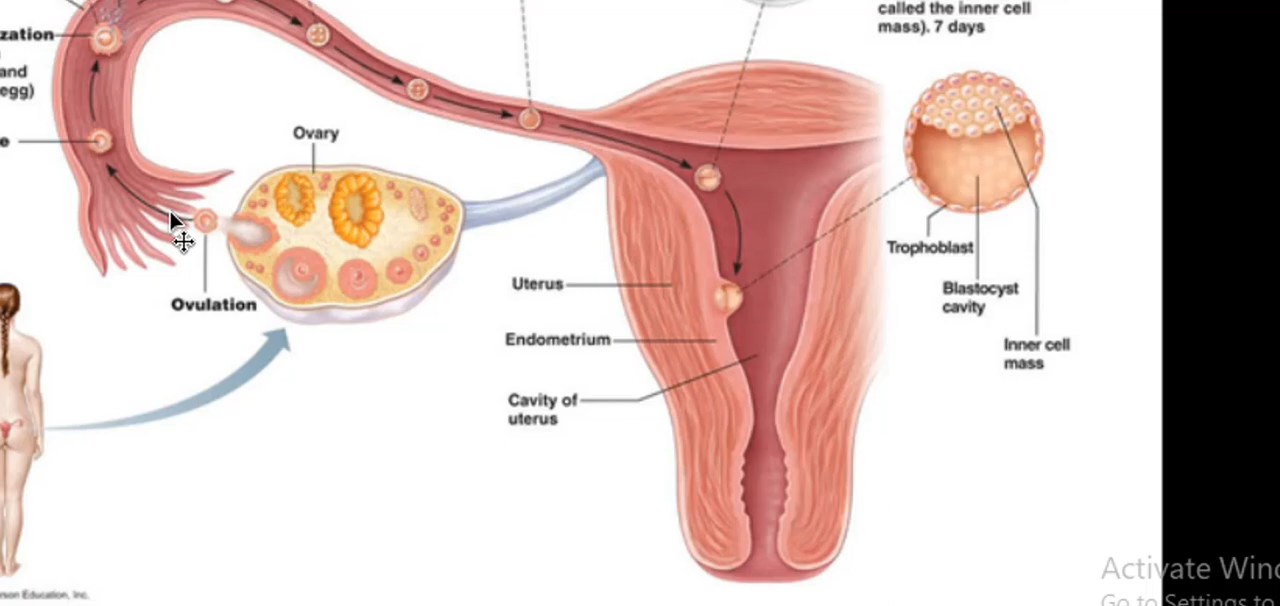 called the inner cell
mass). 7 days
zation
and
egg)
e
Ovary
Ovulation
Uterus
Endometrium
Cavity of
uterus
Trophoblast
Blastocyst
cavity
Inner cell
mass
rson Education, Inc.
Activate Wind
Go to Settings to